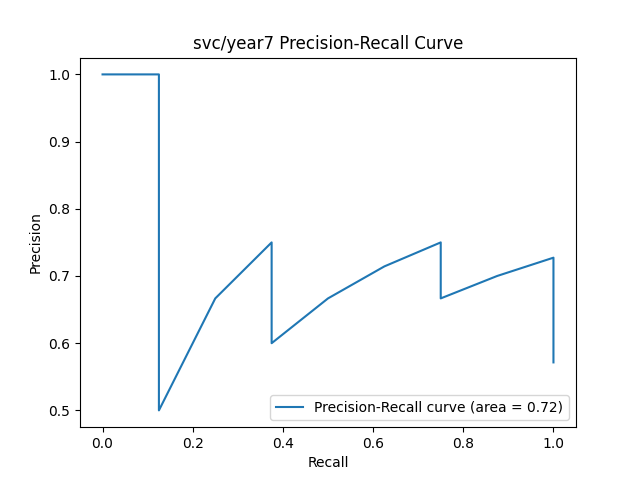 svc/year7 Precision-Recall Curve
1.0
0.9
0.8
0.7
0.6
0.5
Precision
Precision-Recall curve (area = 0.72)
0.0 0.2 0.4 0.6 0.8 1.0
Recall